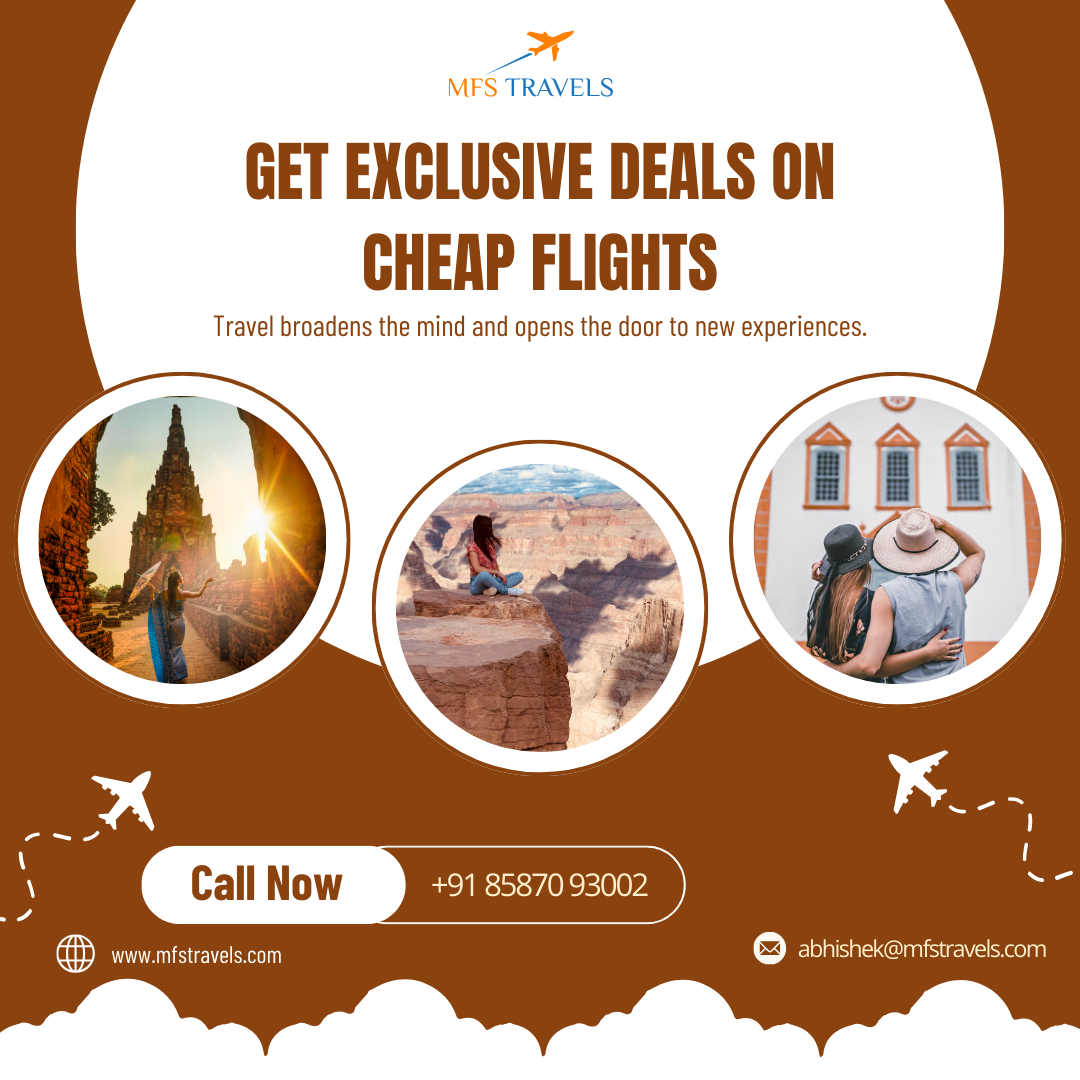 MFS TRAVELS
GET EXCLUSIVE DEALS ON
CHEAP FLIGHTS
Travel broadens the mind and opens the door to new experiences.
Call Now
+91 85870 93002
www.mfstravels.com
abhishek@mfstravels.com